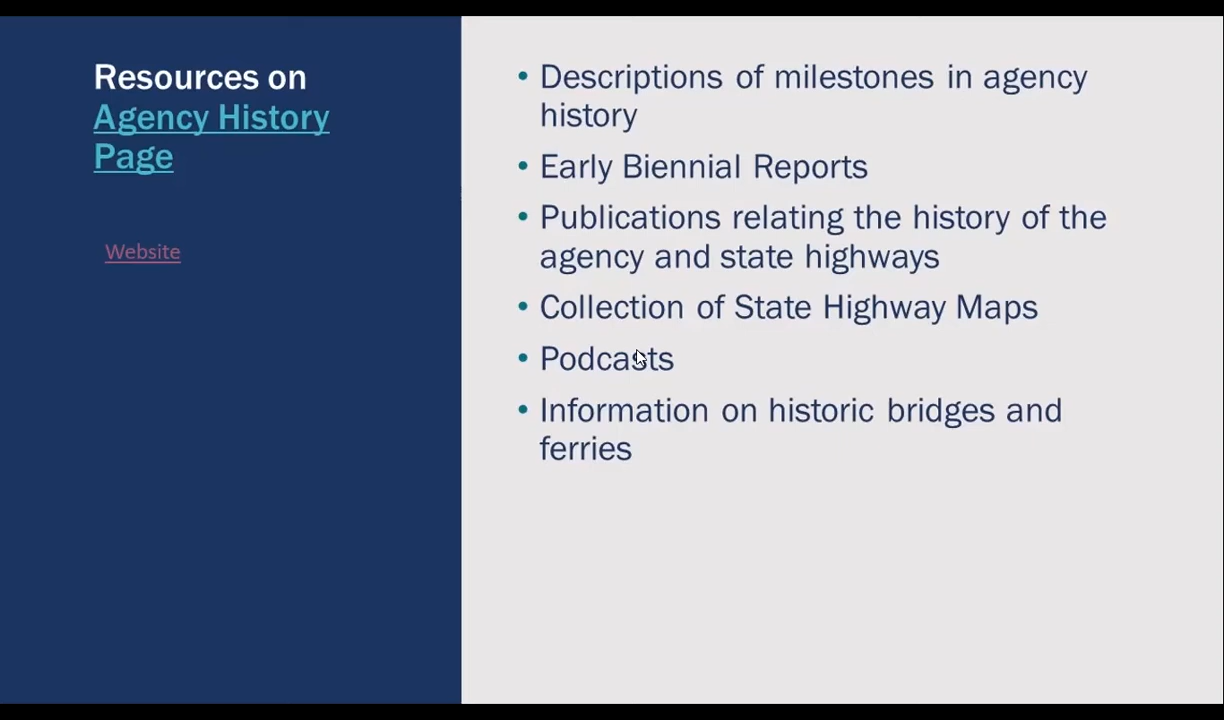 Resources on
Agency History
Page
Website
• Descriptions of milestones in agency
history
• Early Biennial Reports
• Publications relating the history of the
agency and state highways
• Collection of State Highway Maps
• Podcasts
• Information on historic bridges and
ferries